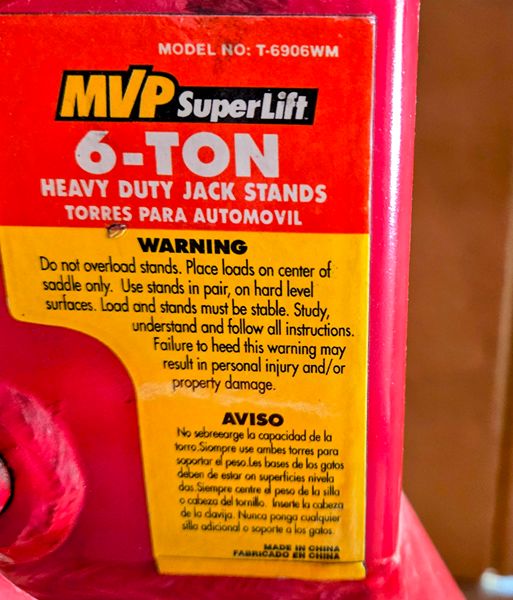 MODEL NO: T-6906WM
MVP SuperLift
6-TON
HEAVY DUTY JACK STANDS
TORRES PARA AUTOMOVIL
WARNING
Do not overload stands. Place loads on center of
saddle only. Use stands in pair, on hard level
surfaces. Load and stands must be stable. Study,
understand and follow all instructions.
Failure to heed this warning may
result in personal injury and/or
property damage.
AVISO
No sebreearge la capacidad de la
torro.Siompre use ambes torres para
soportar el peso.Les bases de los gatos
deben de estar on superficies nivela
dos.Siempre centre el peso de la silla
o cabeza del tornillo. Inserte la cabeza
de la clavija. Nunca ponga cualquier
silla adicional o soporte a los gatos.
MADE IN CHINA
FABRICADO EN CHINA